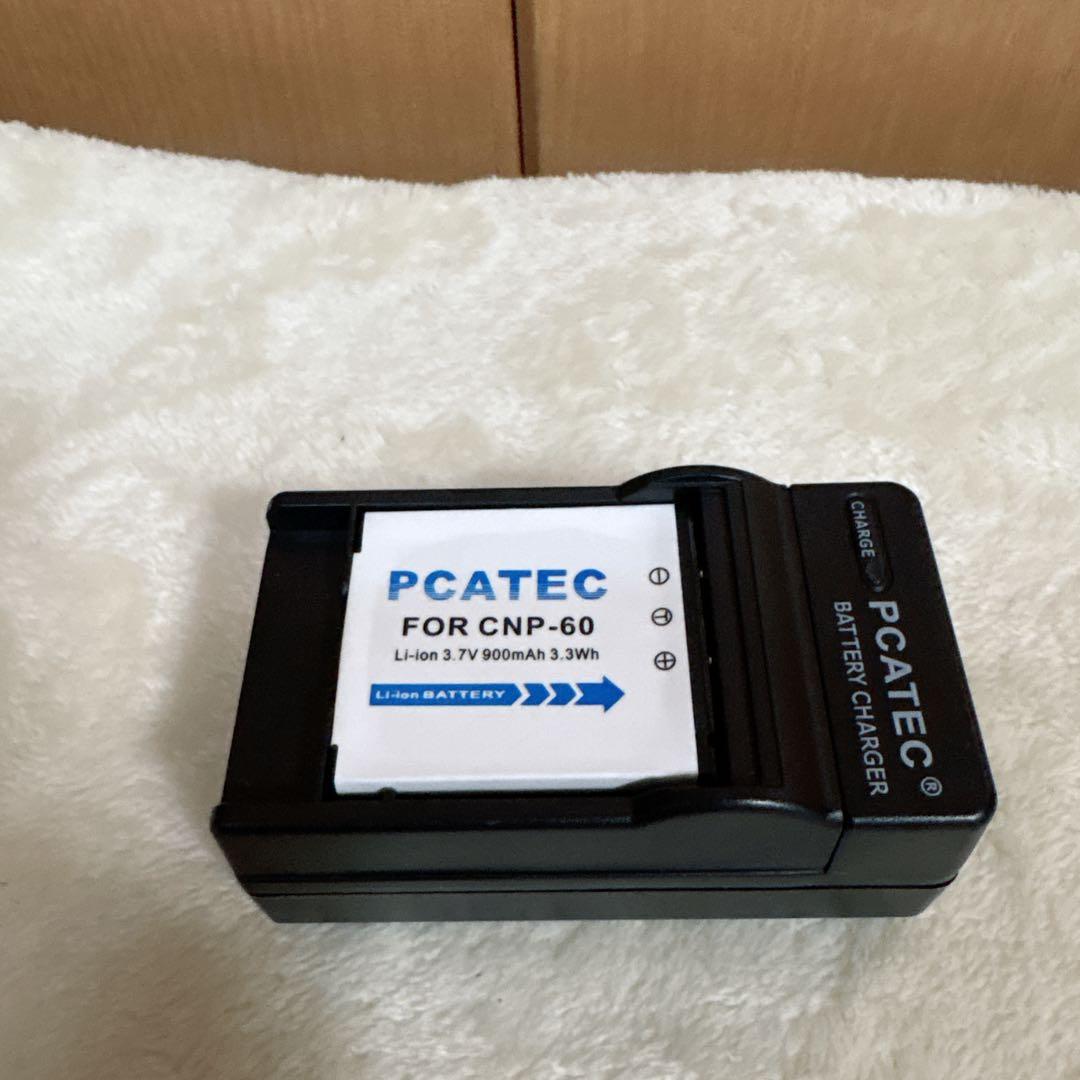 PCATEC
FOR CNP-60
Li-ion 3.7V 900mAh 3.3Wh
Li-ion BATTERY
− T +
CHARGE
PCATEC®
BATTERY CHARGER